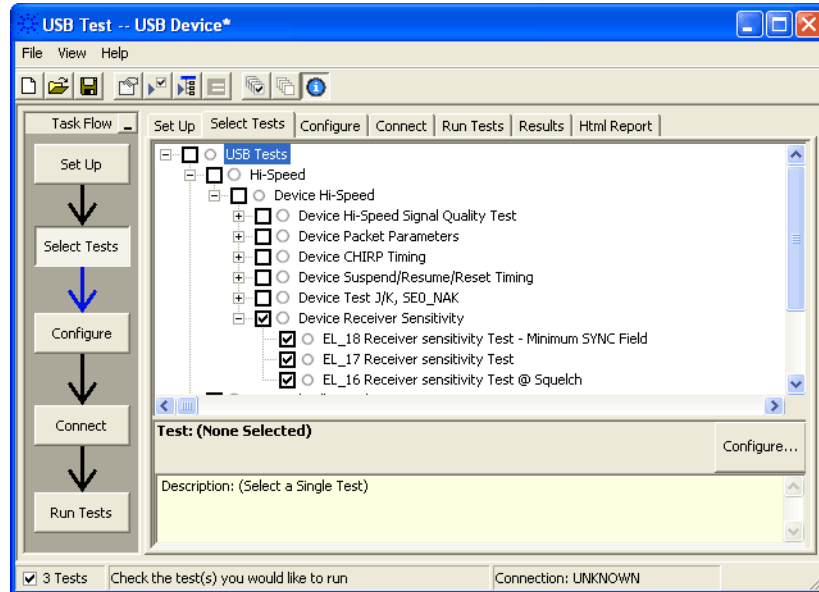 USB Test -- USB Device*
File View Help
Task Flow
Set Up Select Tests Configure Connect Run Tests Results Html Report
Set Up
Select Tests
Configure
Connect
Run Tests
USB Tests
Hi-Speed
Device Hi-Speed
Device Hi-Speed Signal Quality Test
Device Packet Parameters
Device CHIRP Timing
Device Suspend/Resume/Reset Timing
Device Test J/K, SE0_NAK
Device Receiver Sensitivity
EL_18 Receiver sensitivity Test - Minimum SYNC Field
EL_17 Receiver sensitivity Test
EL_16 Receiver sensitivity Test @ Squelch
Test: (None Selected)
Configure...
Description: (Select a Single Test)
3 Tests Check the test(s) you would like to run Connection: UNKNOWN